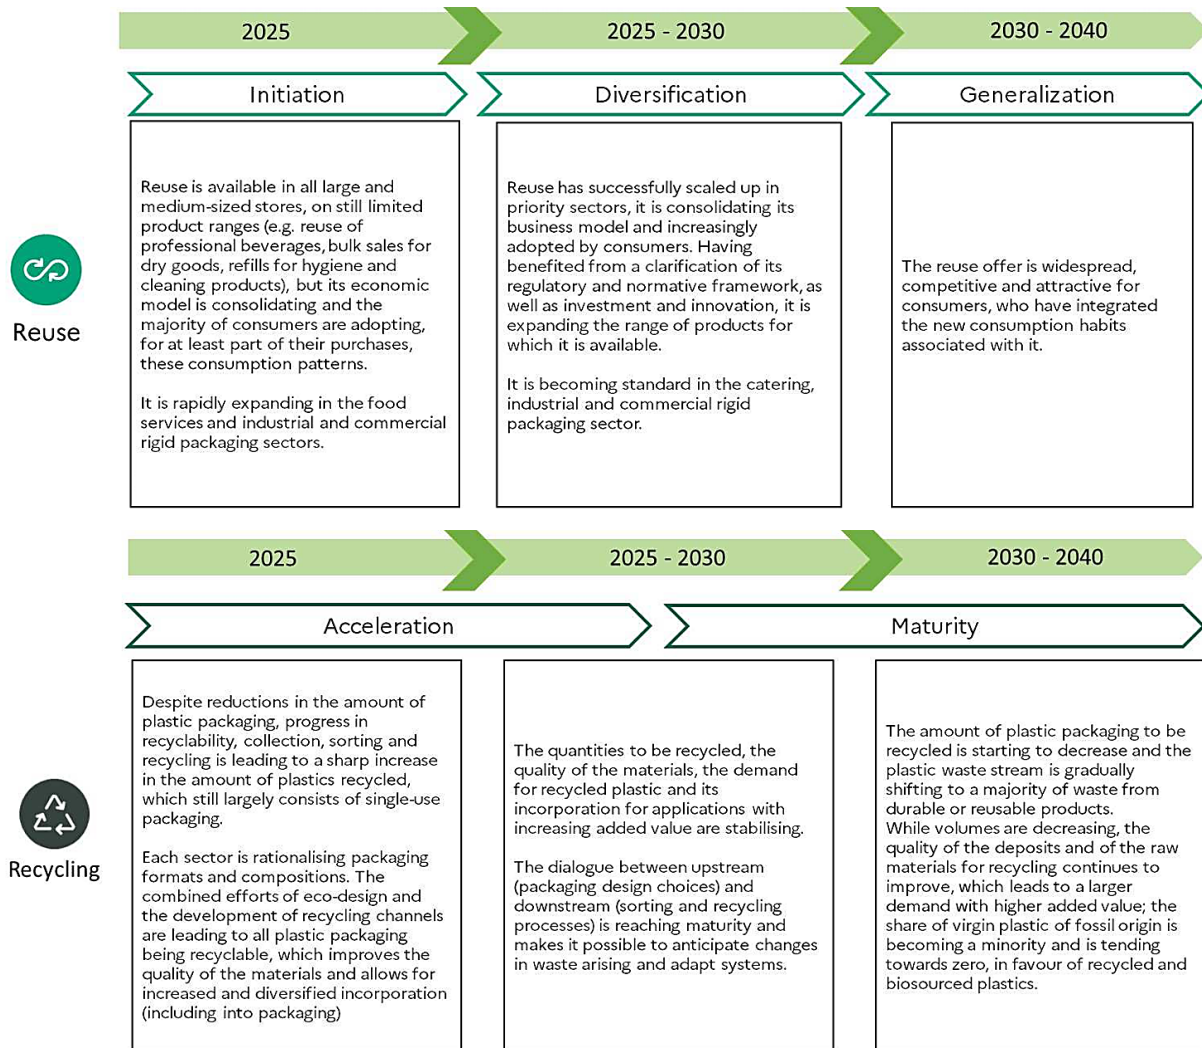 2025
2025 - 2030
2030 - 2040
Initiation
Diversification
Generalization
Reuse
Reuse is available in all large and
medium-sized stores, on still limited
product ranges (e.g. reuse of
professional beverages, bulk sales for
dry goods, refills for hygiene and
cleaning products), but its economic
model is consolidating and the
majority of consumers are adopting,
for at least part of their purchases,
these consumption patterns.
It is rapidly expanding in the food
services and industrial and commercial
rigid packaging sectors.
Reuse has successfully scaled up in
priority sectors, it is consolidating its
business model and increasingly
adopted by consumers. Having
benefited from a clarification of its
regulatory and normative framework, as
well as investment and innovation, it is
expanding the range of products for
which it is available.
It is becoming standard in the catering,
industrial and commercial rigid
packaging sector.
The reuse offer is widespread,
competitive and attractive for
consumers, who have integrated
the new consumption habits
associated with it.
2025
2025 - 2030
2030 - 2040
Acceleration
Maturity
Recycling
Despite reductions in the amount of
plastic packaging, progress in
recyclability, collection, sorting and
recycling is leading to a sharp increase
in the amount of plastics recycled,
which still largely consists of single-use
packaging.
Each sector is rationalising packaging
formats and compositions. The
combined efforts of eco-design and
the development of recycling channels
are leading to all plastic packaging
being recyclable, which improves the
quality of the materials and allows for
increased and diversified incorporation
(including into packaging)
The quantities to be recycled, the
quality of the materials, the demand
for recycled plastic and its
incorporation for applications with
increasing added value are stabilising.
The dialogue between upstream
(packaging design choices) and
downstream (sorting and recycling
processes) is reaching maturity and
makes it possible to anticipate changes
in waste arising and adapt systems.
The amount of plastic packaging to be
recycled is starting to decrease and the
plastic waste stream is gradually
shifting to a majority of waste from
durable or reusable products.
While volumes are decreasing, the
quality of the deposits and of the raw
materials for recycling continues to
improve, which leads to a larger
demand with higher added value; the
share of virgin plastic of fossil origin is
becoming a minority and is tending
towards zero, in favour of recycled and
biosourced plastics.